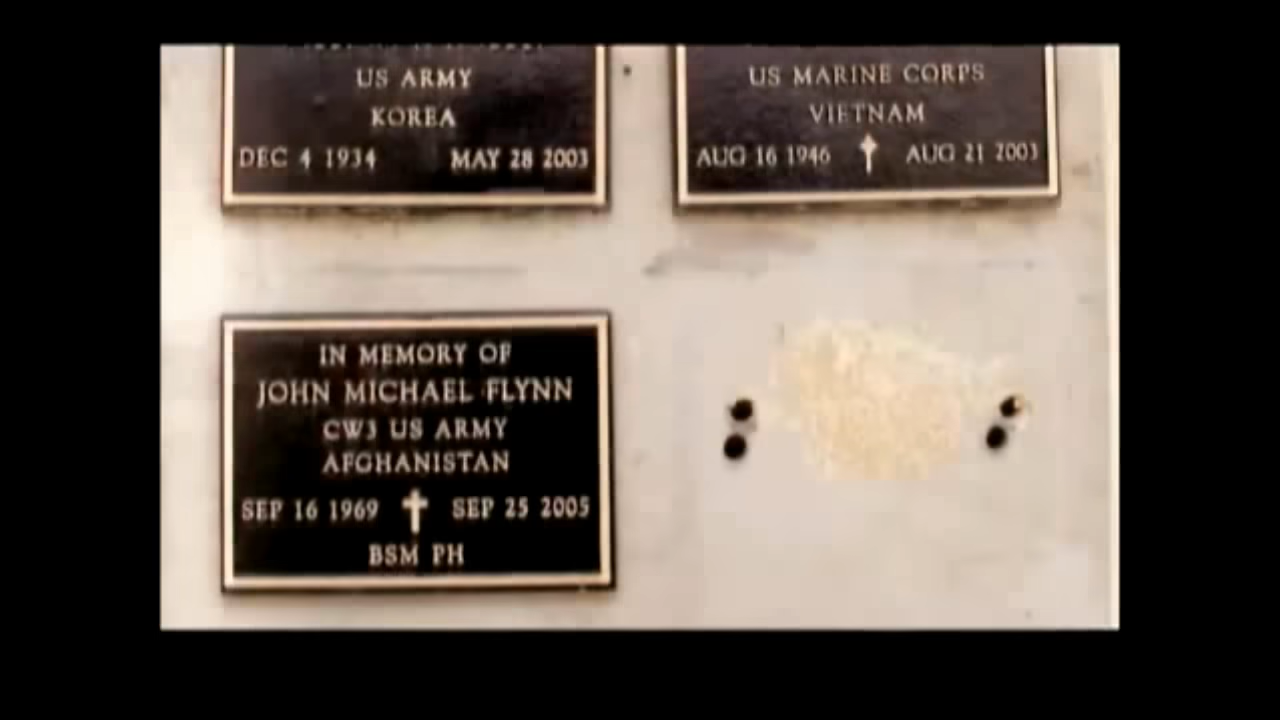 US ARMY
KOREA
DEC 4 1934 MAY 28 2003
US MARINE CORPS
VIETNAM
AUG 16 1946 AUG 21 2003
IN MEMORY OF
JOHN MICHAEL FLYNN
CW3 US ARMY
AFGHANISTAN
SEP 16 1969 SEP 25 2005
BSM PH